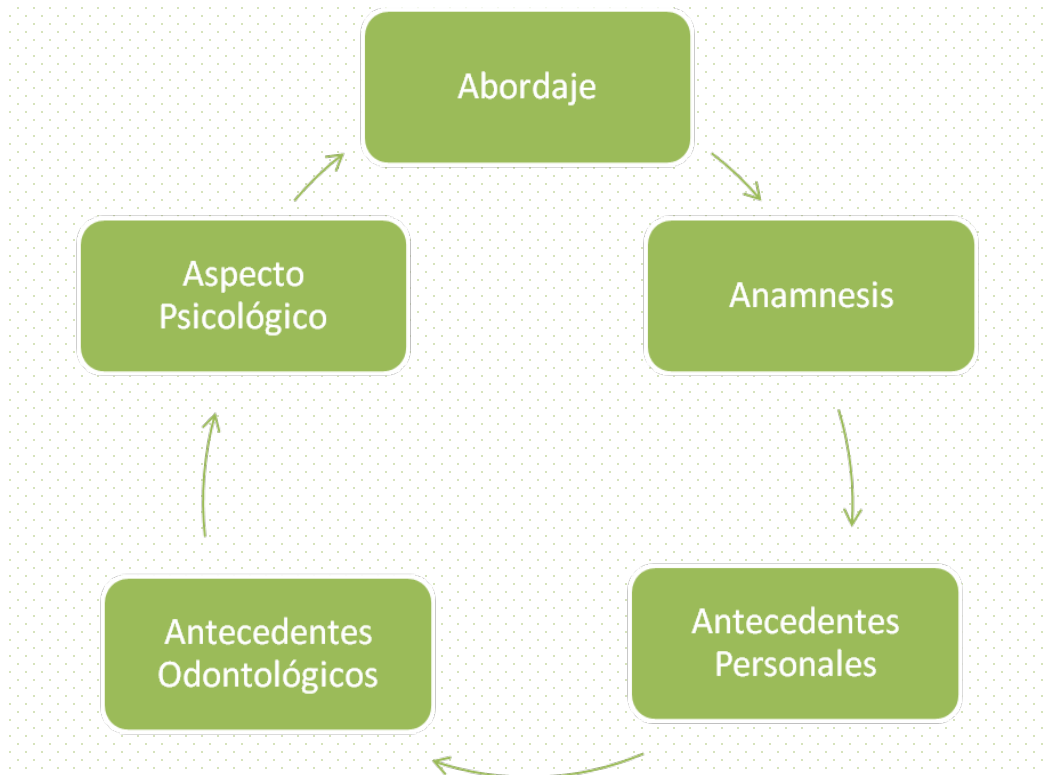 Abordaje
Anamnesis
Antecedentes
Personales
Antecedentes
Odontológicos
Aspecto
Psicológico